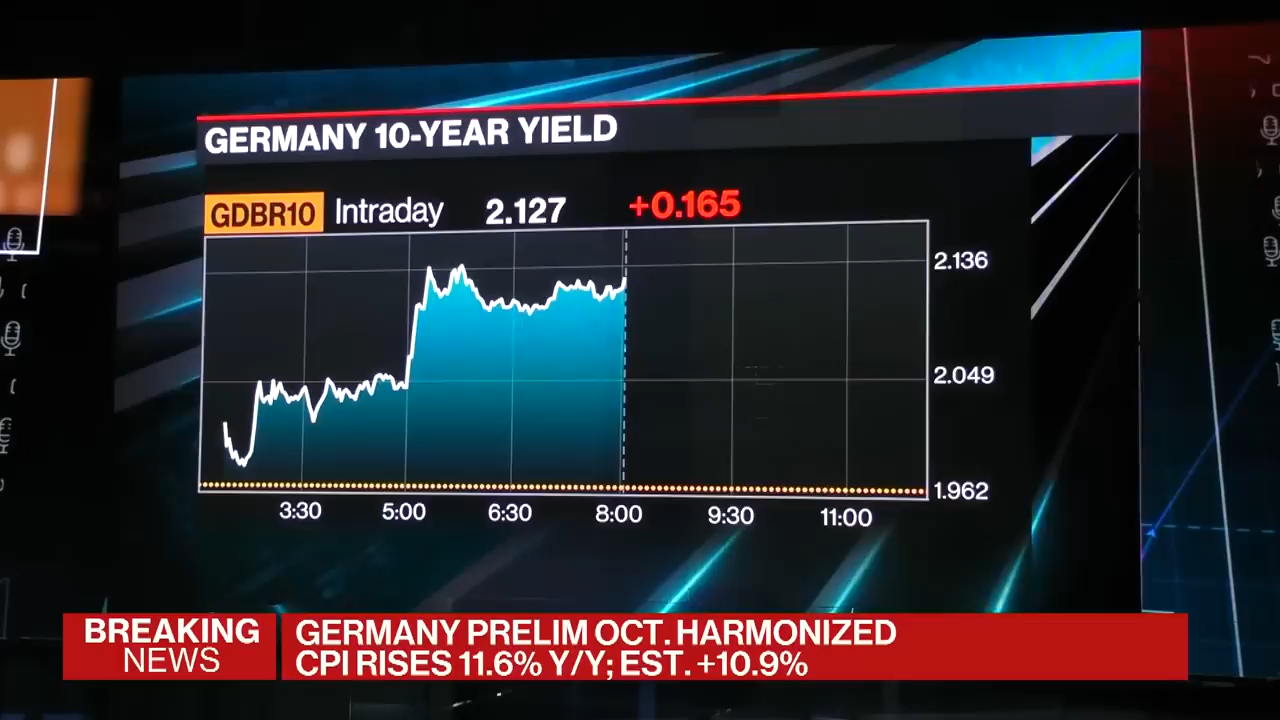 GERMANY 10-YEAR YIELD
GDBR10 Intraday 2.127 +0.165
2.136
2.049
1.962
3:30 5:00 6:30 8:00 9:30 11:00
BREAKING NEWS
GERMANY PRELIM OCT. HARMONIZED
CPI RISES 11.6% Y/Y; EST. +10.9%